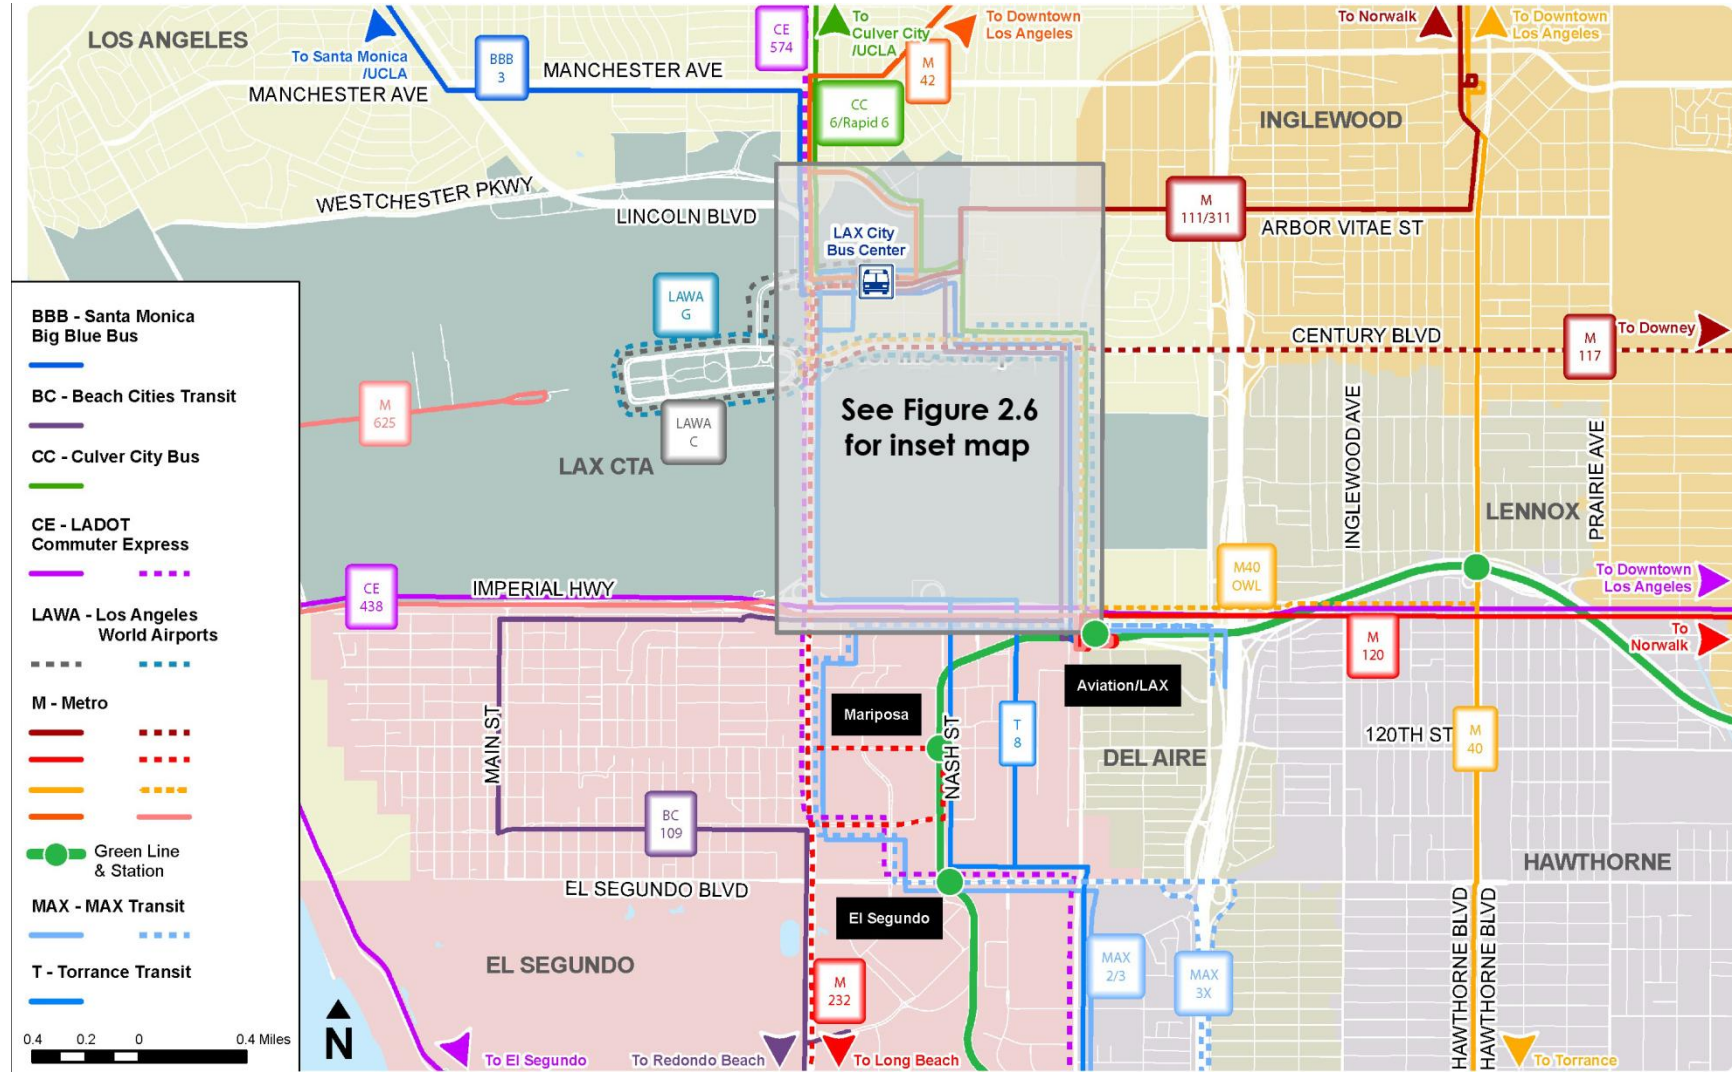 LOS ANGELES
To Santa Monica
/UCLA
MANCHESTER AVE
BBB
3
MANCHESTER AVE
CE
574
To
Culver City
/UCLA
To Downtown
Los Angeles
M
42
CC
6/Rapid 6
To Norwalk
To Downtown
Los Angeles
INGLEWOOD
WESTCHESTER PKWY
LINCOLN BLVD
M
111/311
ARBOR VITAE ST
LAX City
Bus Center
LAWA
G
CENTURY BLVD
M
117
To Downey
M
625
LAWA
C
LAX CTA
See Figure 2.6
for inset map
INGLEWOOD AVE
PRAIRIE AVE
LENNOX
CE
438
IMPERIAL HWY
M40
OWL
To Downtown
Los Angeles
M
120
To
Norwalk
Aviation/LAX
Mariposa
MAIN ST
NASH ST
T
8
DEL AIRE
120TH ST
M
40
BC
109
EL SEGUNDO BLVD
HAWTHORNE
El Segundo
EL SEGUNDO
M
232
MAX
2/3
MAX
3X
HAWTHORNE BLVD
HAWTHORNE BLVD
To El Segundo
To Redondo Beach
To Long Beach
To Torrance
BBB - Santa Monica
Big Blue Bus
BC - Beach Cities Transit
CC - Culver City Bus
CE - LADOT
Commuter Express
LAWA - Los Angeles
World Airports
M - Metro
Green Line
& Station
MAX - MAX Transit
T - Torrance Transit
0.4 0.2 0 0.4 Miles
N